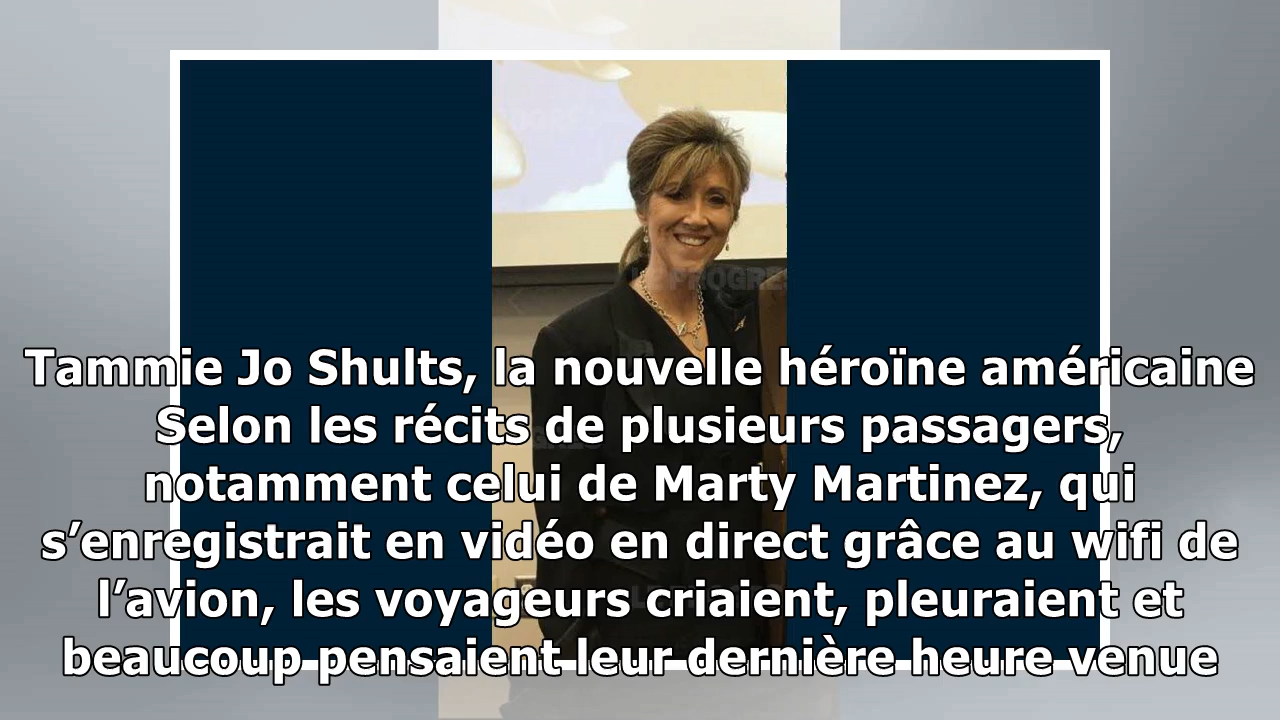 LE PROGRES
Tammie Jo Shults, la nouvelle héroïne américaine
Selon les récits de plusieurs passagers,
notamment celui de Marty Martinez, qui
s’enregistrait en vidéo en direct grâce au wifi de
l’avion, les voyageurs criaient, pleuraient et
beaucoup pensaient leur dernière heure venue